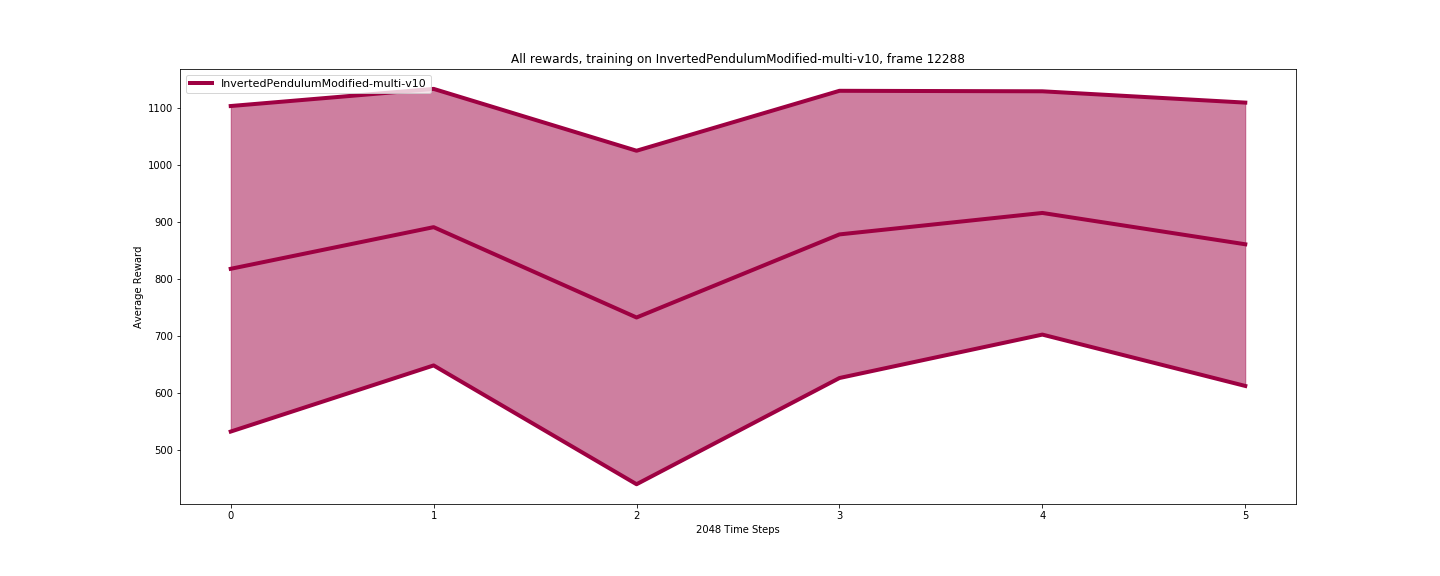 All rewards, training on InvertedPendulumModified-multi-v10, frame 12288
InvertedPendulumModified-multi-v10
1100
1000
900
800
700
600
500
Average Reward
0 1 2 3 4 5
2048 Time Steps